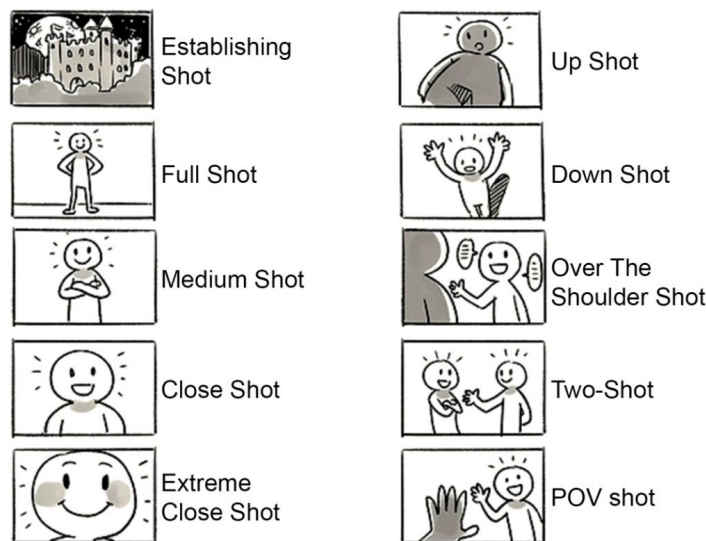 Establishing
Shot
Full Shot
Medium Shot
Close Shot
Extreme
Close Shot
Up Shot
Down Shot
Over The
Shoulder Shot
Two-Shot
POV shot